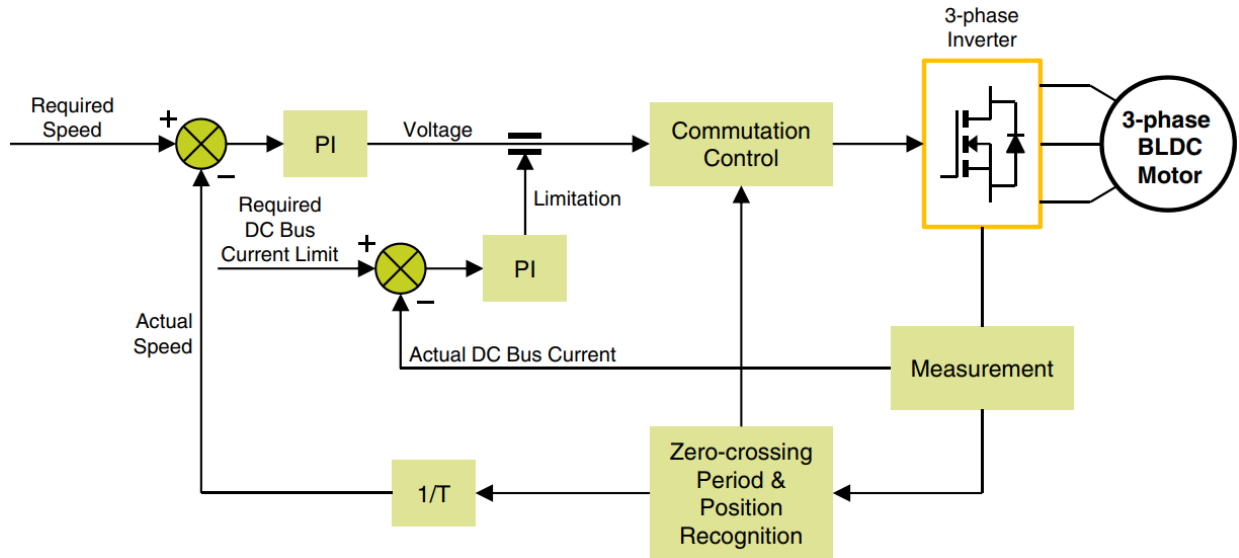 3-phase
Inverter
Required
Speed
+
−
PI
Voltage
Commutation
Control
3-phase
BLDC
Motor
Limitation
Required
DC Bus
Current Limit
+
−
PI
Actual
Speed
Actual DC Bus Current
Measurement
Zero-crossing
Period &
Position
Recognition
1/T